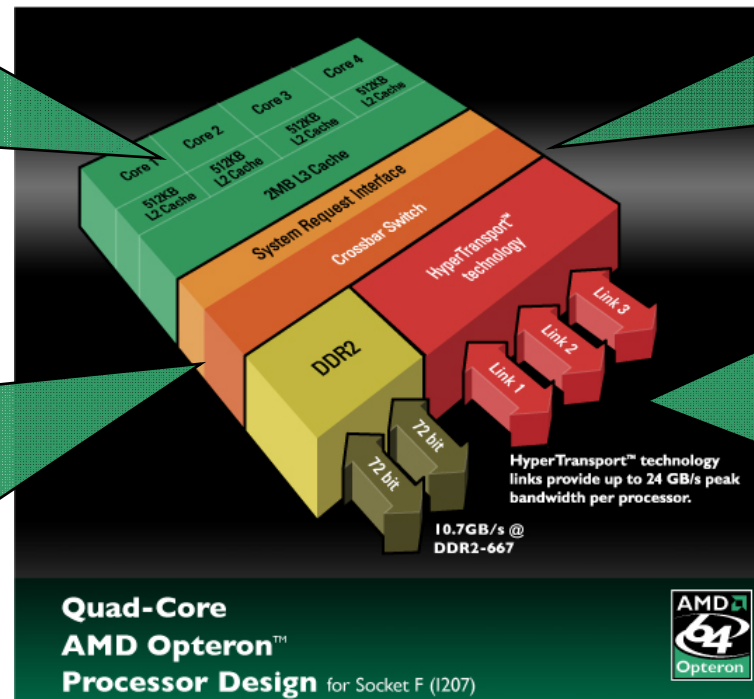 Core 1
Core 2
Core 3
Core 4
512KB
L2 Cache
512KB
L2 Cache
512KB
L2 Cache
512KB
L2 Cache
2MB L3 Cache
System Request Interface
Crossbar Switch
HyperTransport™
technology
DDR2
Link 1
Link 2
Link 3
72 bit
72 bit
HyperTransport™ technology
links provide up to 24 GB/s peak
bandwidth per processor.
10.7GB/s @
DDR2-667
Quad-Core
AMD Opteron™
Processor Design for Socket F (1207)
AMD
64
Opteron